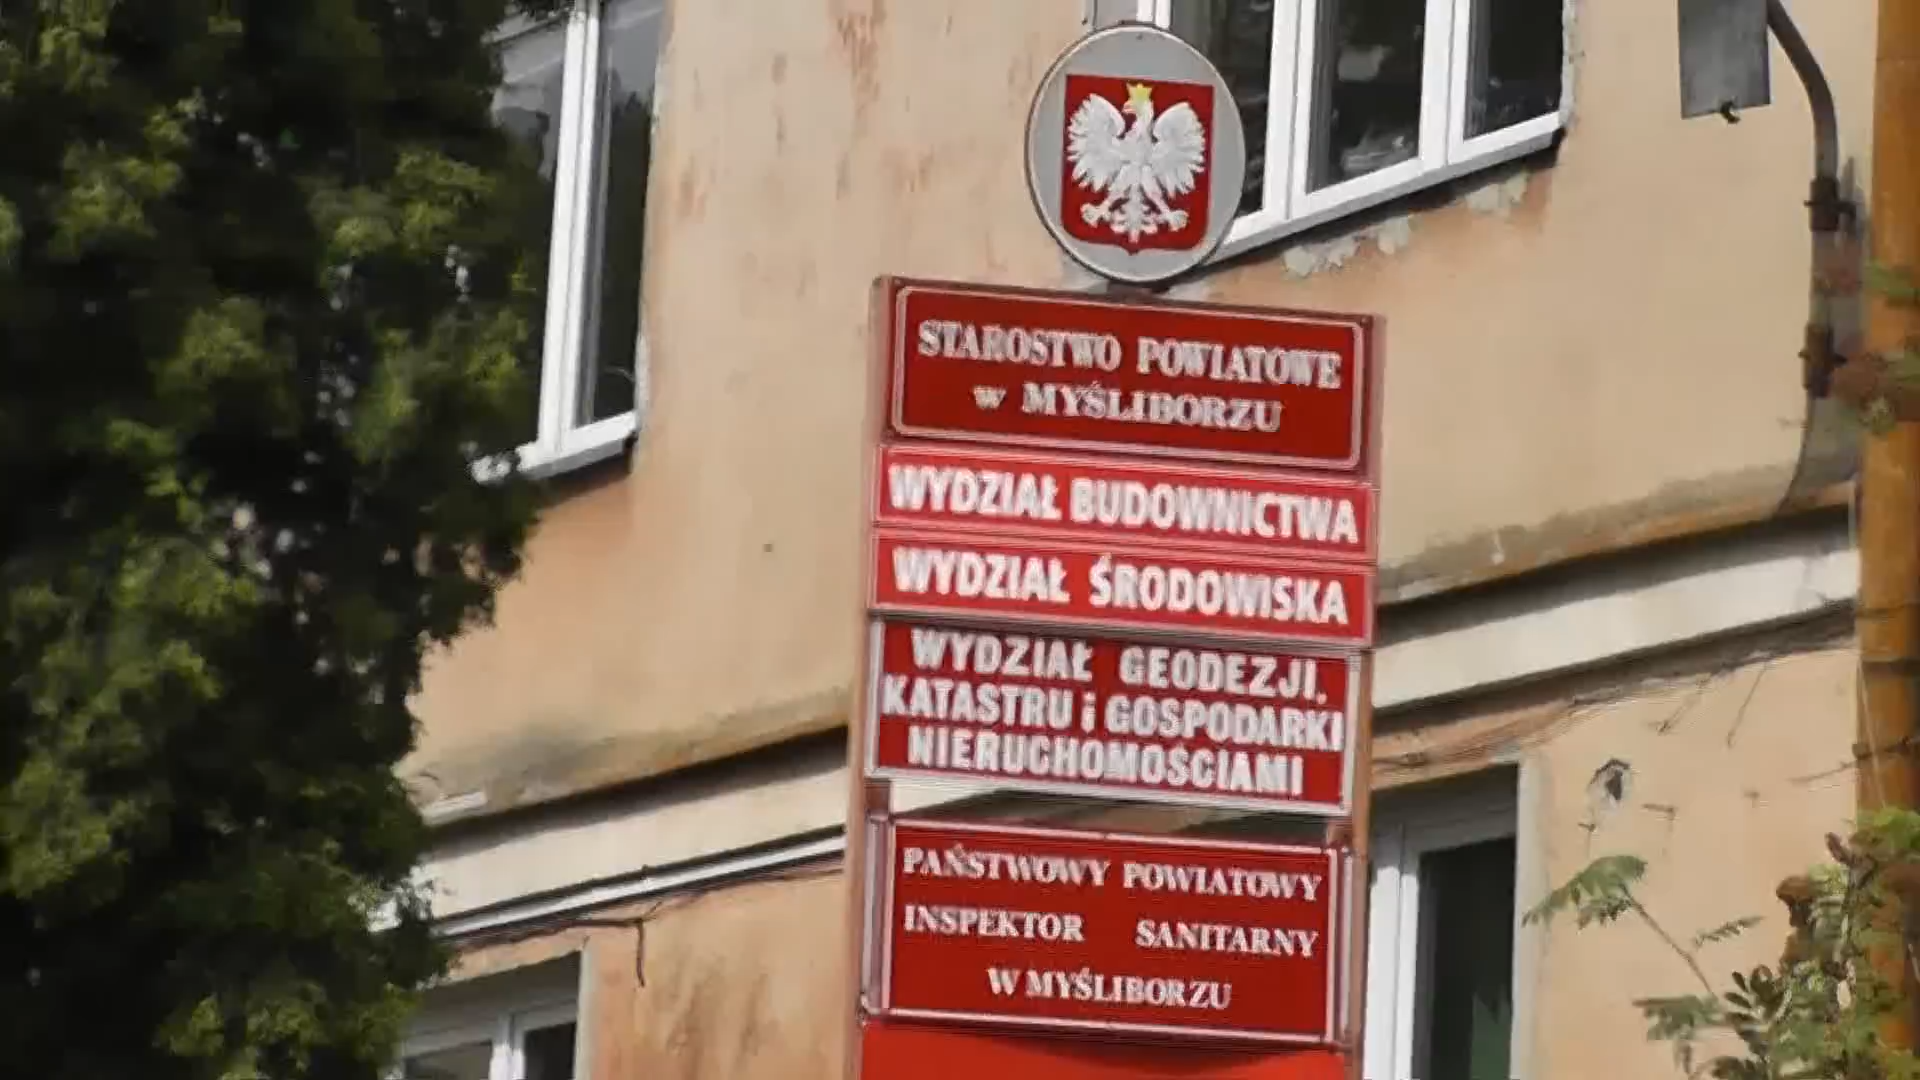 STAROSTWO POWIATOWE
w MYŚLIBORZU
WYDZIAŁ BUDOWNICTWA
WYDZIAŁ ŚRODOWISKA
WYDZIAŁ GEODEZJI,
KATASTRU i GOSPODARKI
NIERUCHOMOŚCIAMI
PAŃSTWOWY POWIATOWY
INSPEKTOR SANITARNY
W MYŚLIBORZU